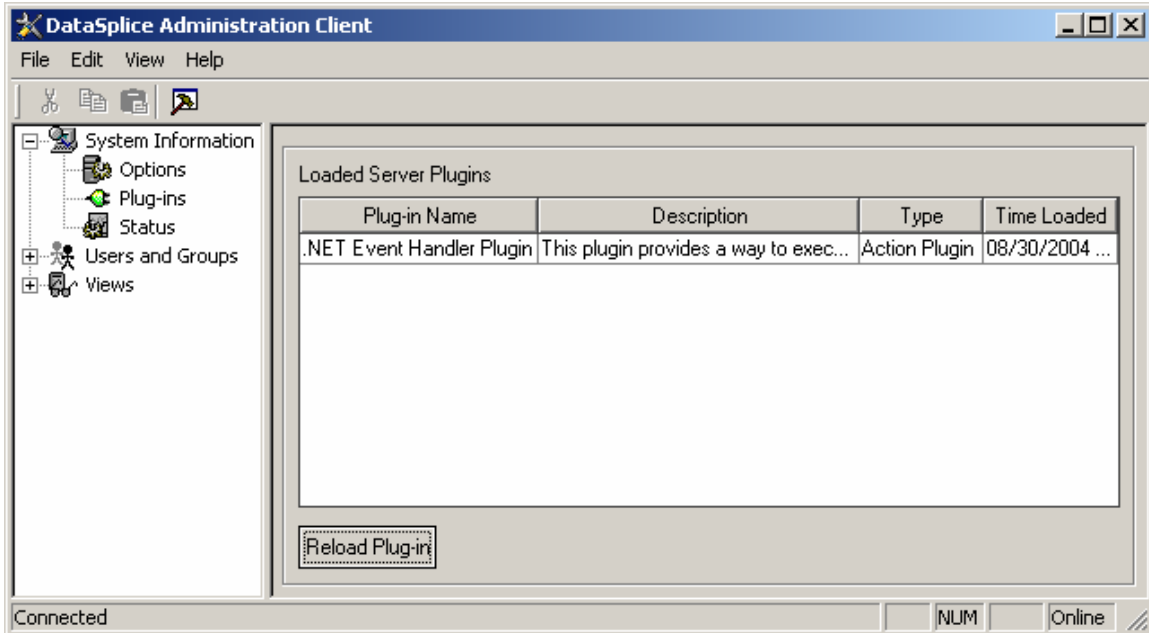 DataSplice Administration Client
File Edit View Help
System Information
Options
Plug-ins
Status
Users and Groups
Views
Loaded Server Plugins
Plug-in Name Description Type Time Loaded
.NET Event Handler Plugin This plugin provides a way to exec... Action Plugin 08/30/2004 ...
Reload Plug-in
Connected NUM Online